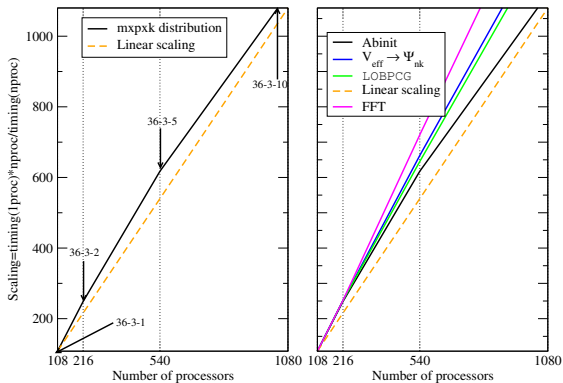 mxpxk distribution
Linear scaling
36-3-10
36-3-5
36-3-2
36-3-1
1000
800
600
400
200
108 216 540 1080
Number of processors
Scaling=timing(1proc)*nproc/timing(nproc)
Abinit
V_eff → Ψ_nk
LOBPCG
Linear scaling
FFT
108 216 540 1080
Number of processors